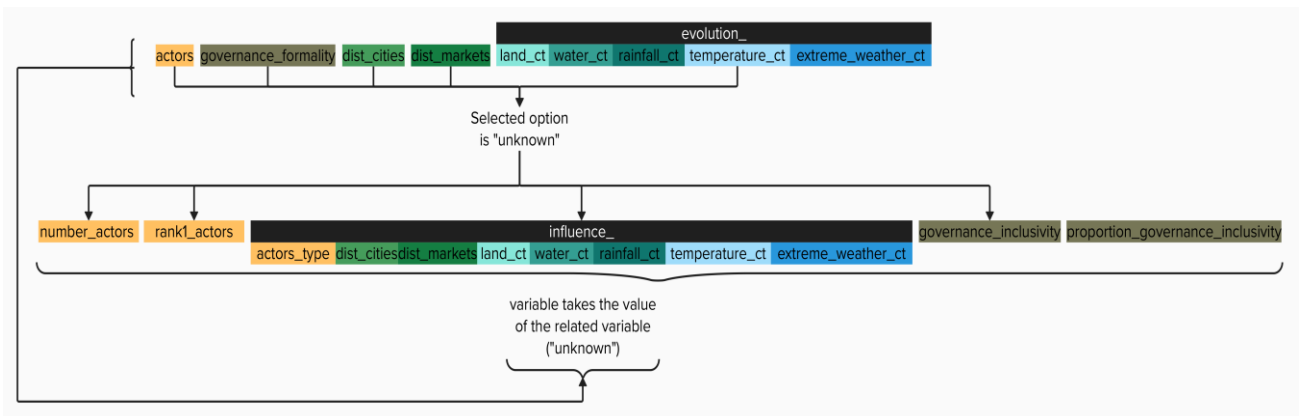 evolution_
actors governance_formality dist_cities dist_markets land_ct water_ct rainfall_ct temperature_ct extreme_weather_ct
Selected option
is "unknown"
number_actors rank1_actors influence_ governance_inclusivity proportion_governance_inclusivity
actors_type dist_cities dist_markets land_ct water_ct rainfall_ct temperature_ct extreme_weather_ct
variable takes the value
of the related variable
("unknown")